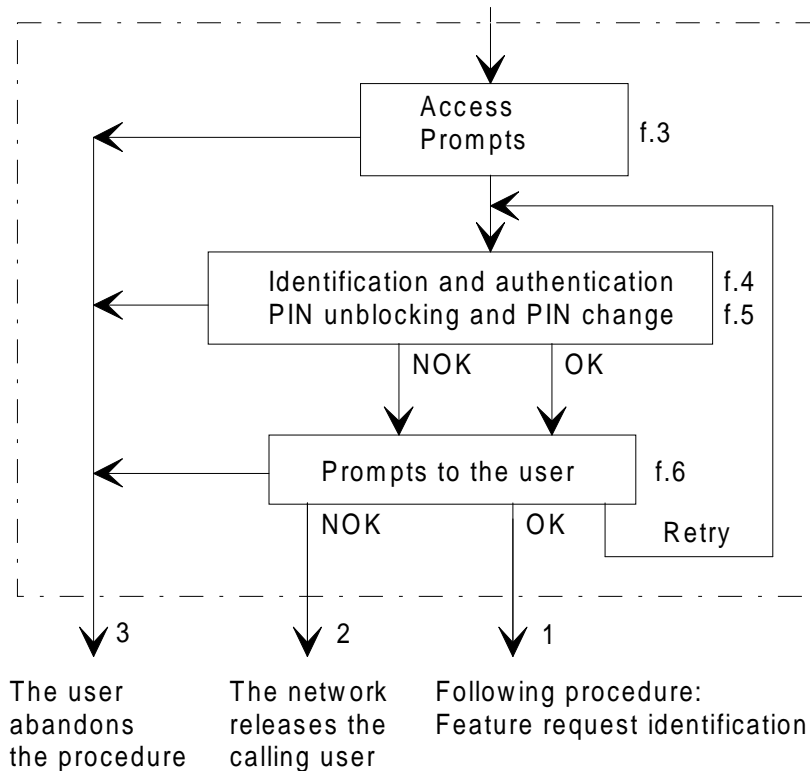 Access
Prompts
f.3
Identification and authentication
PIN unblocking and PIN change
f.4
f.5
NOK
OK
Prompts to the user
f.6
NOK
OK
Retry
3
2
1
The user
abandons
the procedure
The network
releases the
calling user
Following procedure:
Feature request identification